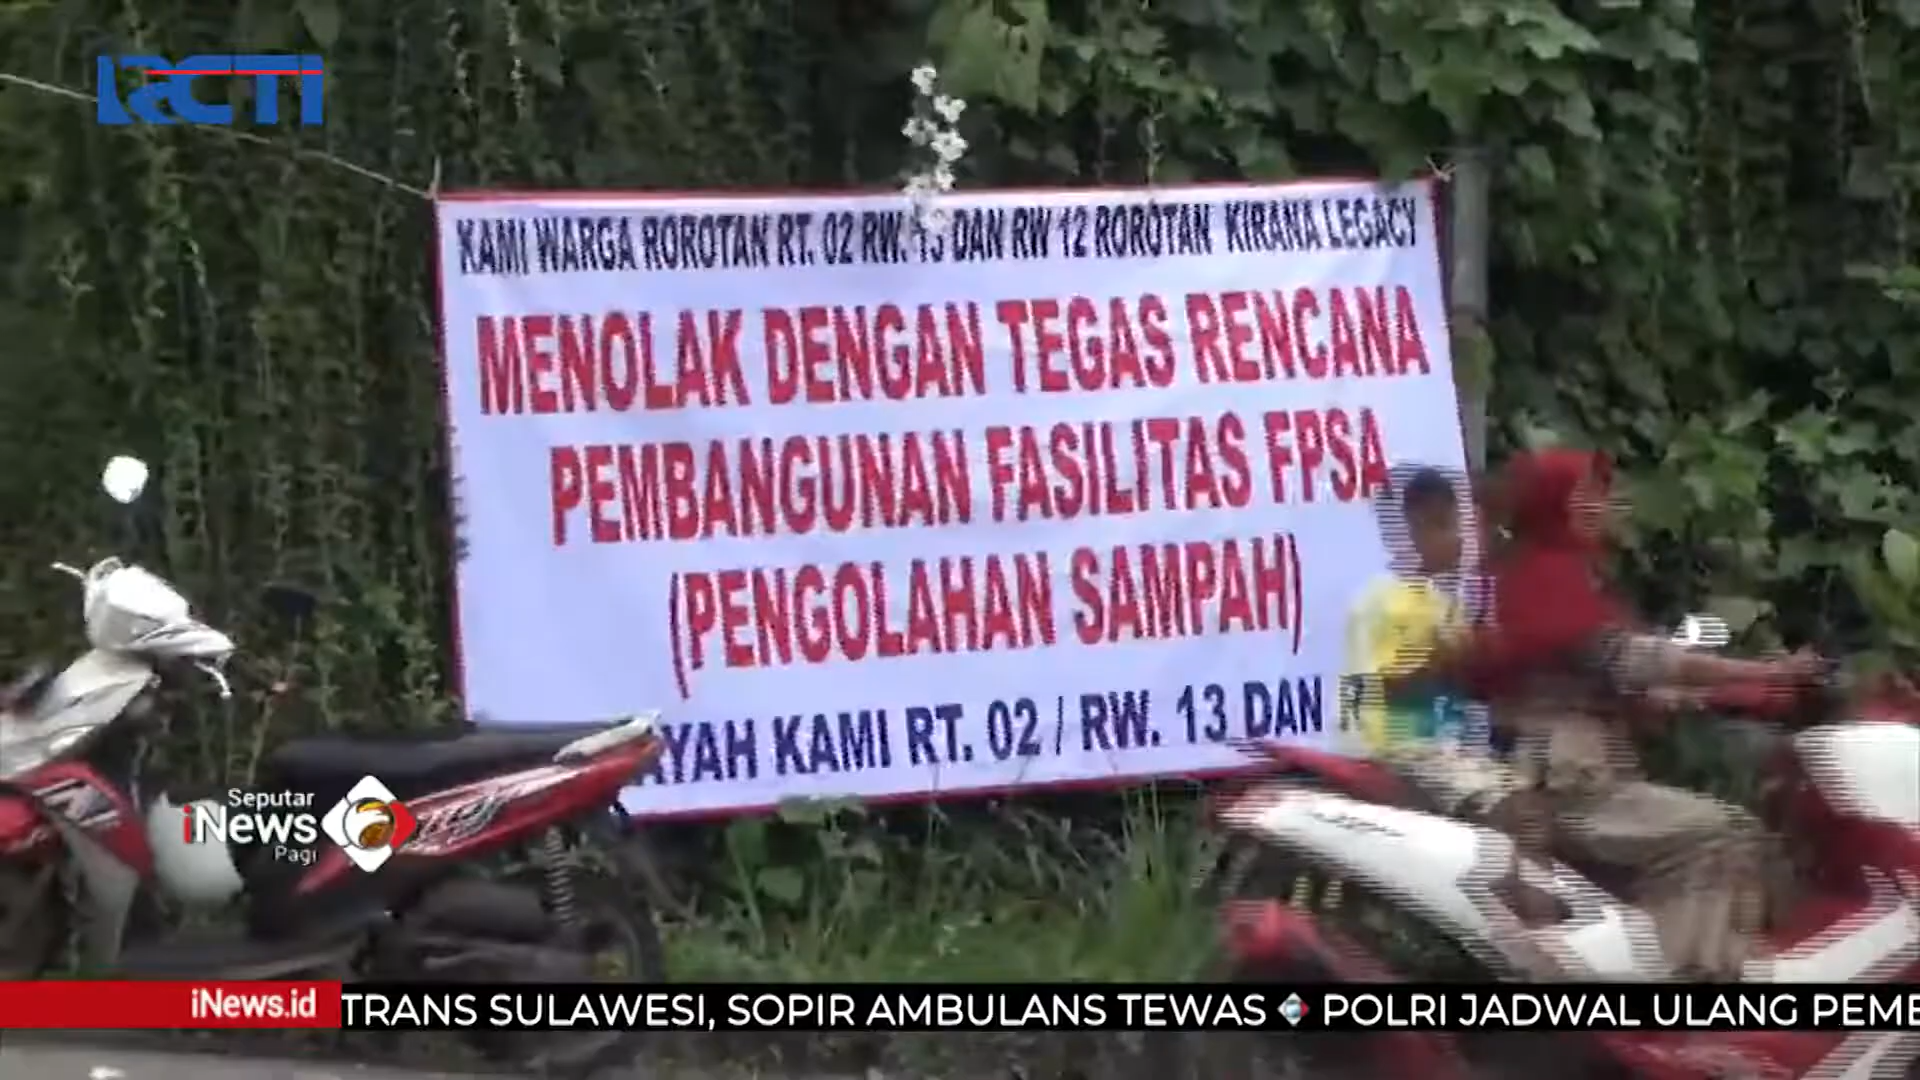 RCTI
KAMI WARGA ROROTAN RT. 02 RW. 13 DAN RW 12 ROROTAN KIRANA LEGACY
MENOLAK DENGAN TEGAS RENCANA
PEMBANGUNAN FASILITAS FPSA
(PENGOLAHAN SAMPAH)
AYAH KAMI RT. 02 / RW. 13 DAN
Seputar
iNews
Pagi
iNews.id TRANS SULAWESI, SOPIR AMBULANS TEWAS POLRI JADWAL ULANG PEME